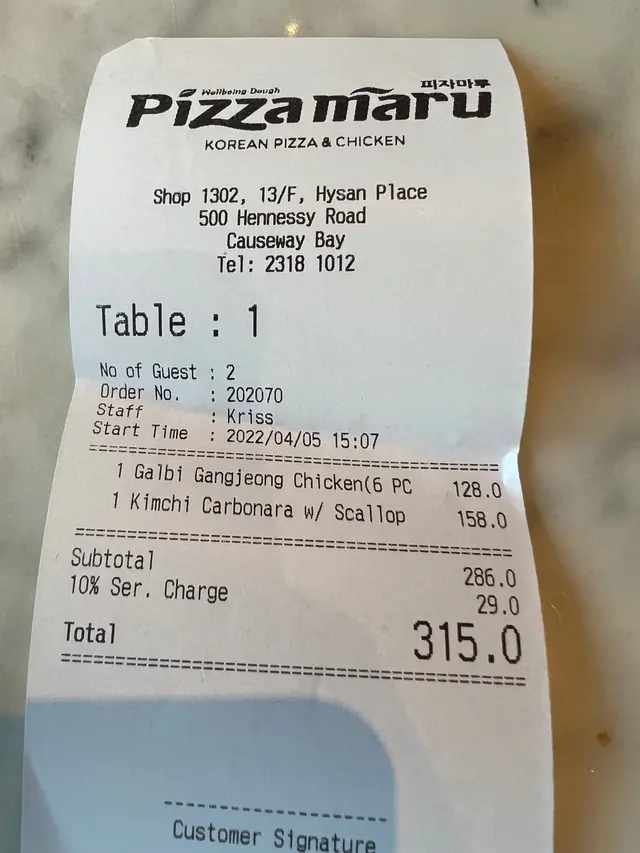 Wellbeing Dough 피자마루
Pizza maru
KOREAN PIZZA & CHICKEN
Shop 1302, 13/F, Hysan Place
500 Hennessy Road
Causeway Bay
Tel: 2318 1012
Table : 1
No of Guest : 2
Order No. : 202070
Staff : Kriss
Start Time : 2022/04/05 15:07
1 Galbi Gangjeong Chicken(6 PC 128.0
1 Kimchi Carbonara w/ Scallop 158.0
Subtotal 286.0
10% Ser. Charge 29.0
Total 315.0
Customer Signature